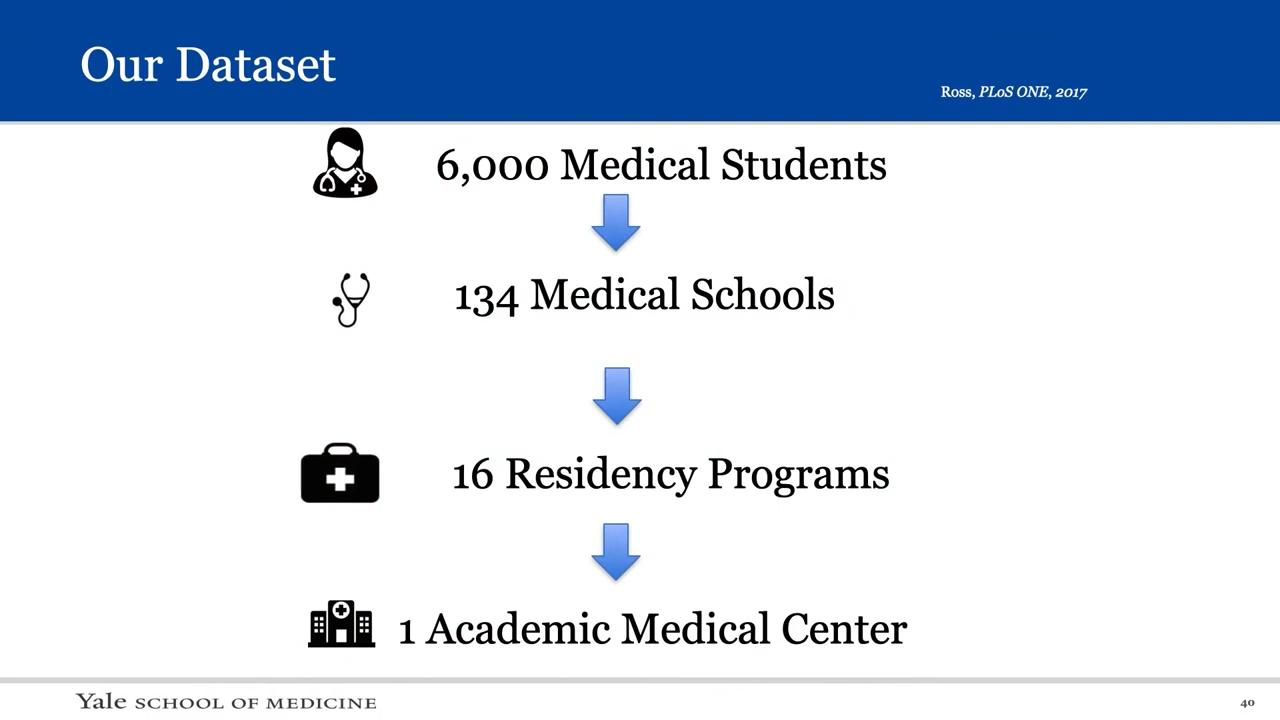 Our Dataset
Ross, PLoS ONE, 2017
6,000 Medical Students
134 Medical Schools
16 Residency Programs
1 Academic Medical Center
Yale SCHOOL OF MEDICINE
40